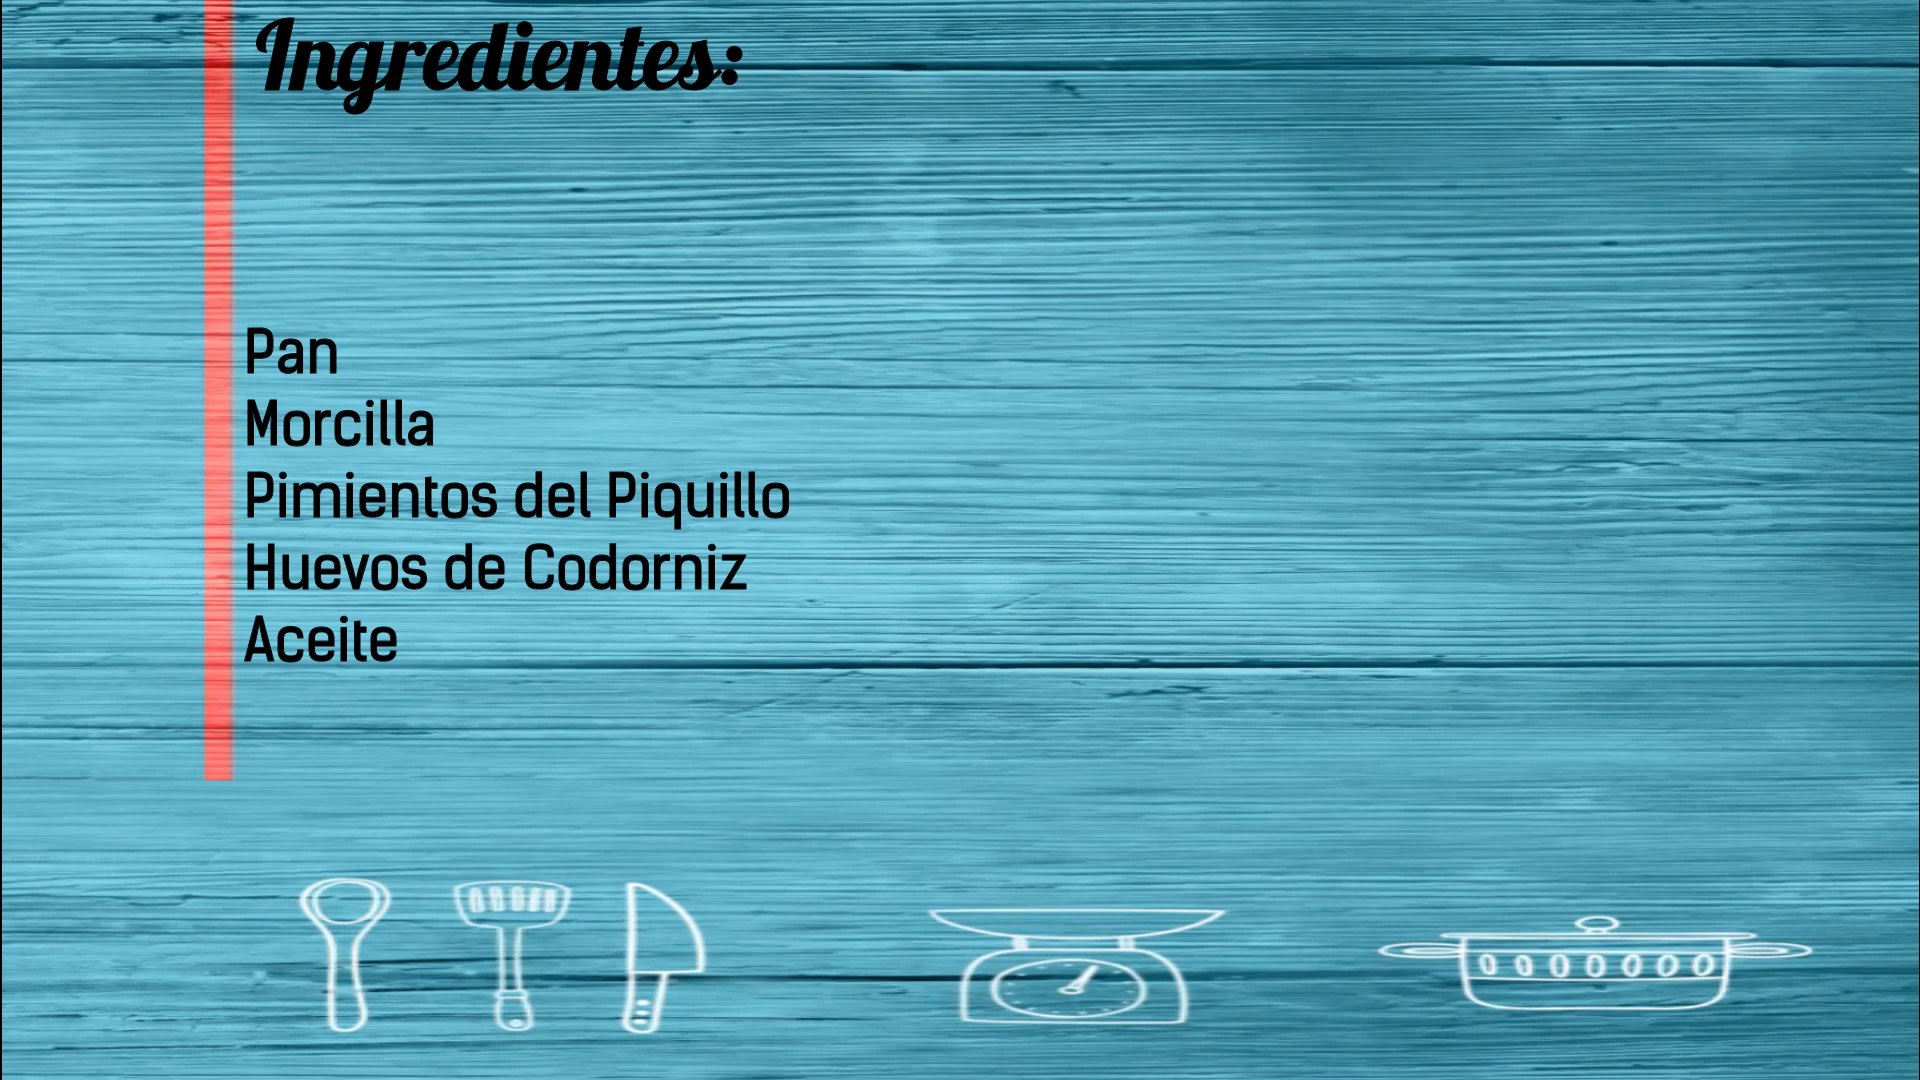 Ingredientes:
Pan
Morcilla
Pimientos del Piquillo
Huevos de Codorniz
Aceite